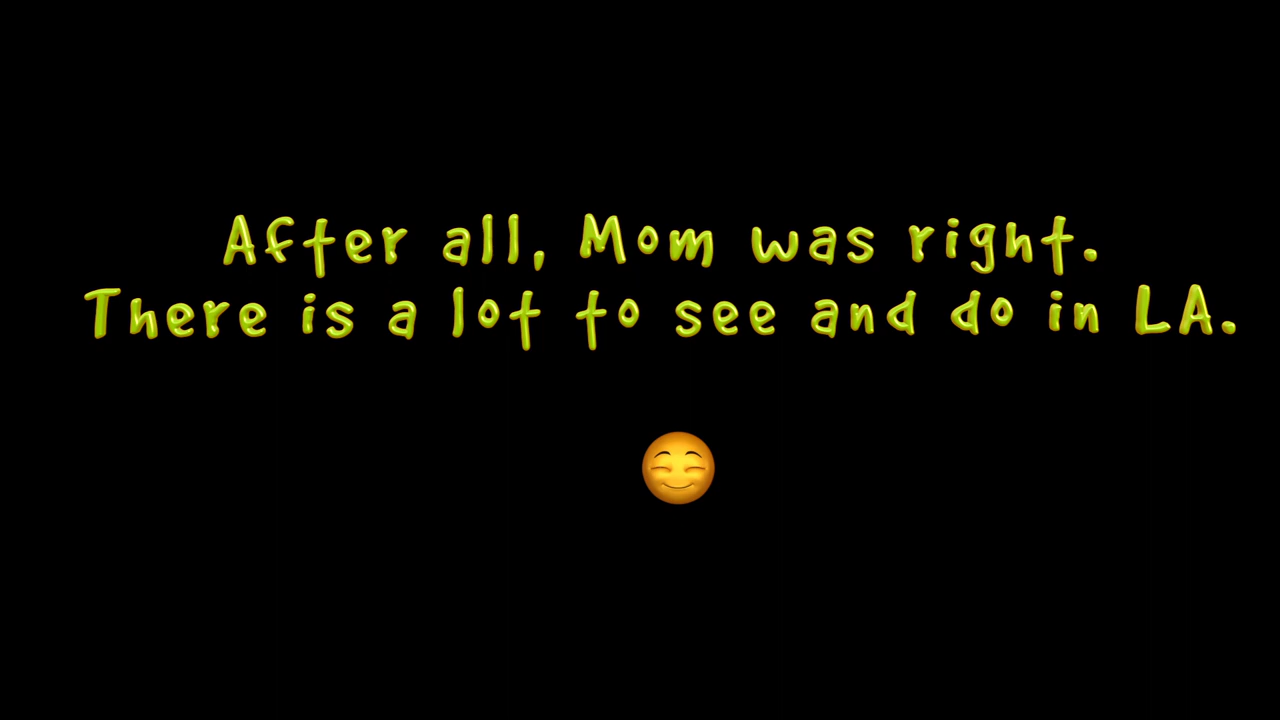 After all, Mom was right.
There is a lot to see and do in LA.
😊